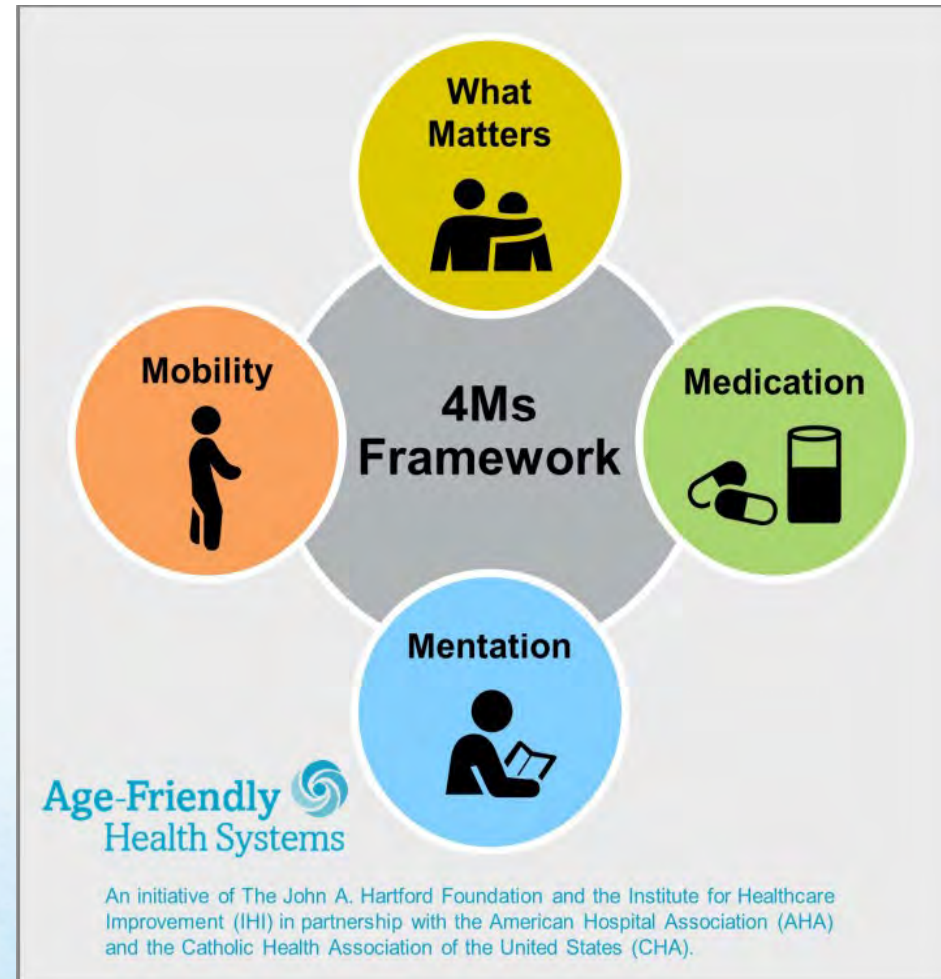 What
Matters
Mobility
4Ms
Framework
Medication
Mentation
Age-Friendly
Health Systems
An initiative of The John A. Hartford Foundation and the Institute for Healthcare
Improvement (IHI) in partnership with the American Hospital Association (AHA)
and the Catholic Health Association of the United States (CHA).